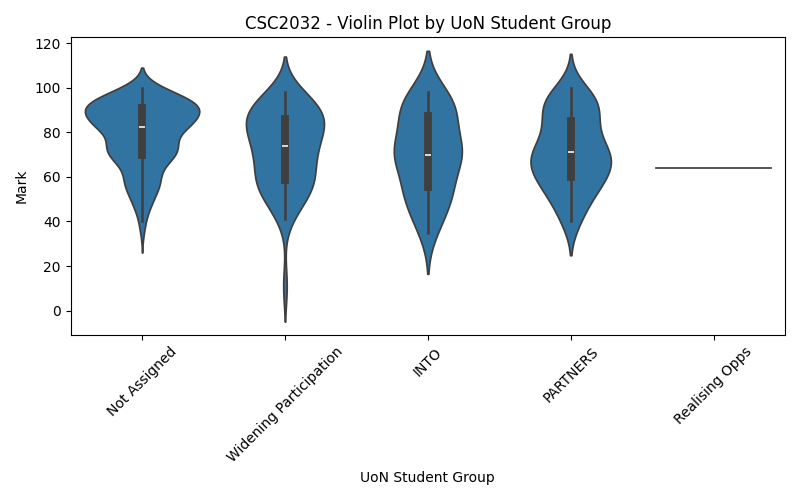 CSC2032 - Violin Plot by UoN Student Group
Mark
120
100
80
60
40
20
0
Not Assigned
Widening Participation
INTO
PARTNERS
Realising Opps
UoN Student Group